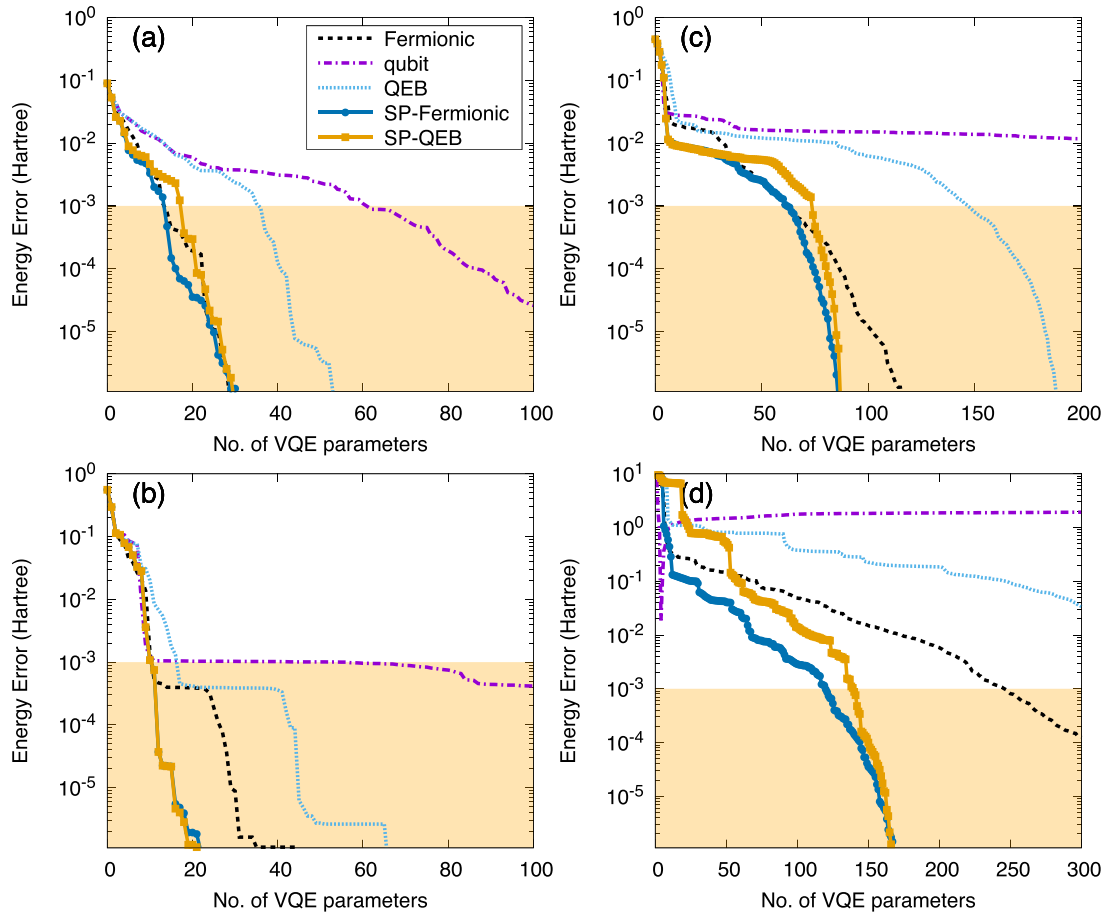 (a)
Fermionic
qubit
QEB
SP-Fermionic
SP-QEB
10^0
10^-1
10^-2
10^-3
10^-4
10^-5
Energy Error (Hartree)
0 20 40 60 80 100
No. of VQE parameters
(c)
10^0
10^-1
10^-2
10^-3
10^-4
10^-5
Energy Error (Hartree)
0 50 100 150 200
No. of VQE parameters
(b)
10^0
10^-1
10^-2
10^-3
10^-4
10^-5
Energy Error (Hartree)
0 20 40 60 80 100
No. of VQE parameters
(d)
10^1
10^0
10^-1
10^-2
10^-3
10^-4
10^-5
Energy Error (Hartree)
0 50 100 150 200 250 300
No. of VQE parameters